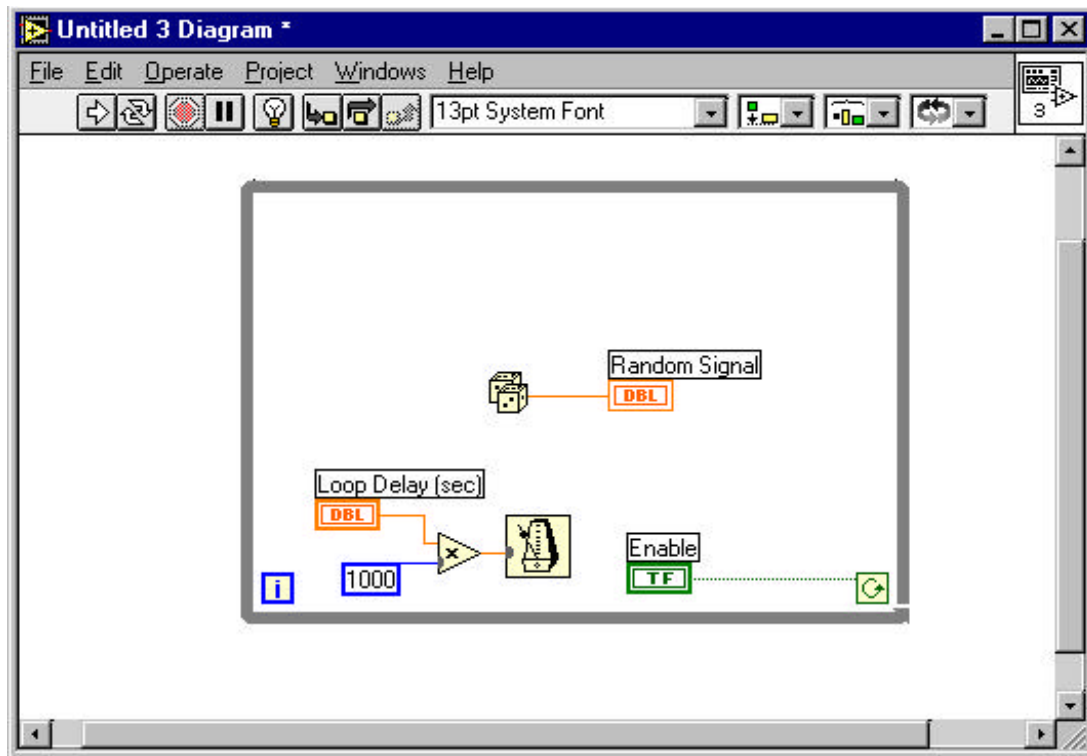 Untitled 3 Diagram *
File Edit Operate Project Windows Help
13pt System Font
3
Random Signal
DBL
Loop Delay (sec)
DBL
x
1000
Enable
TF
i